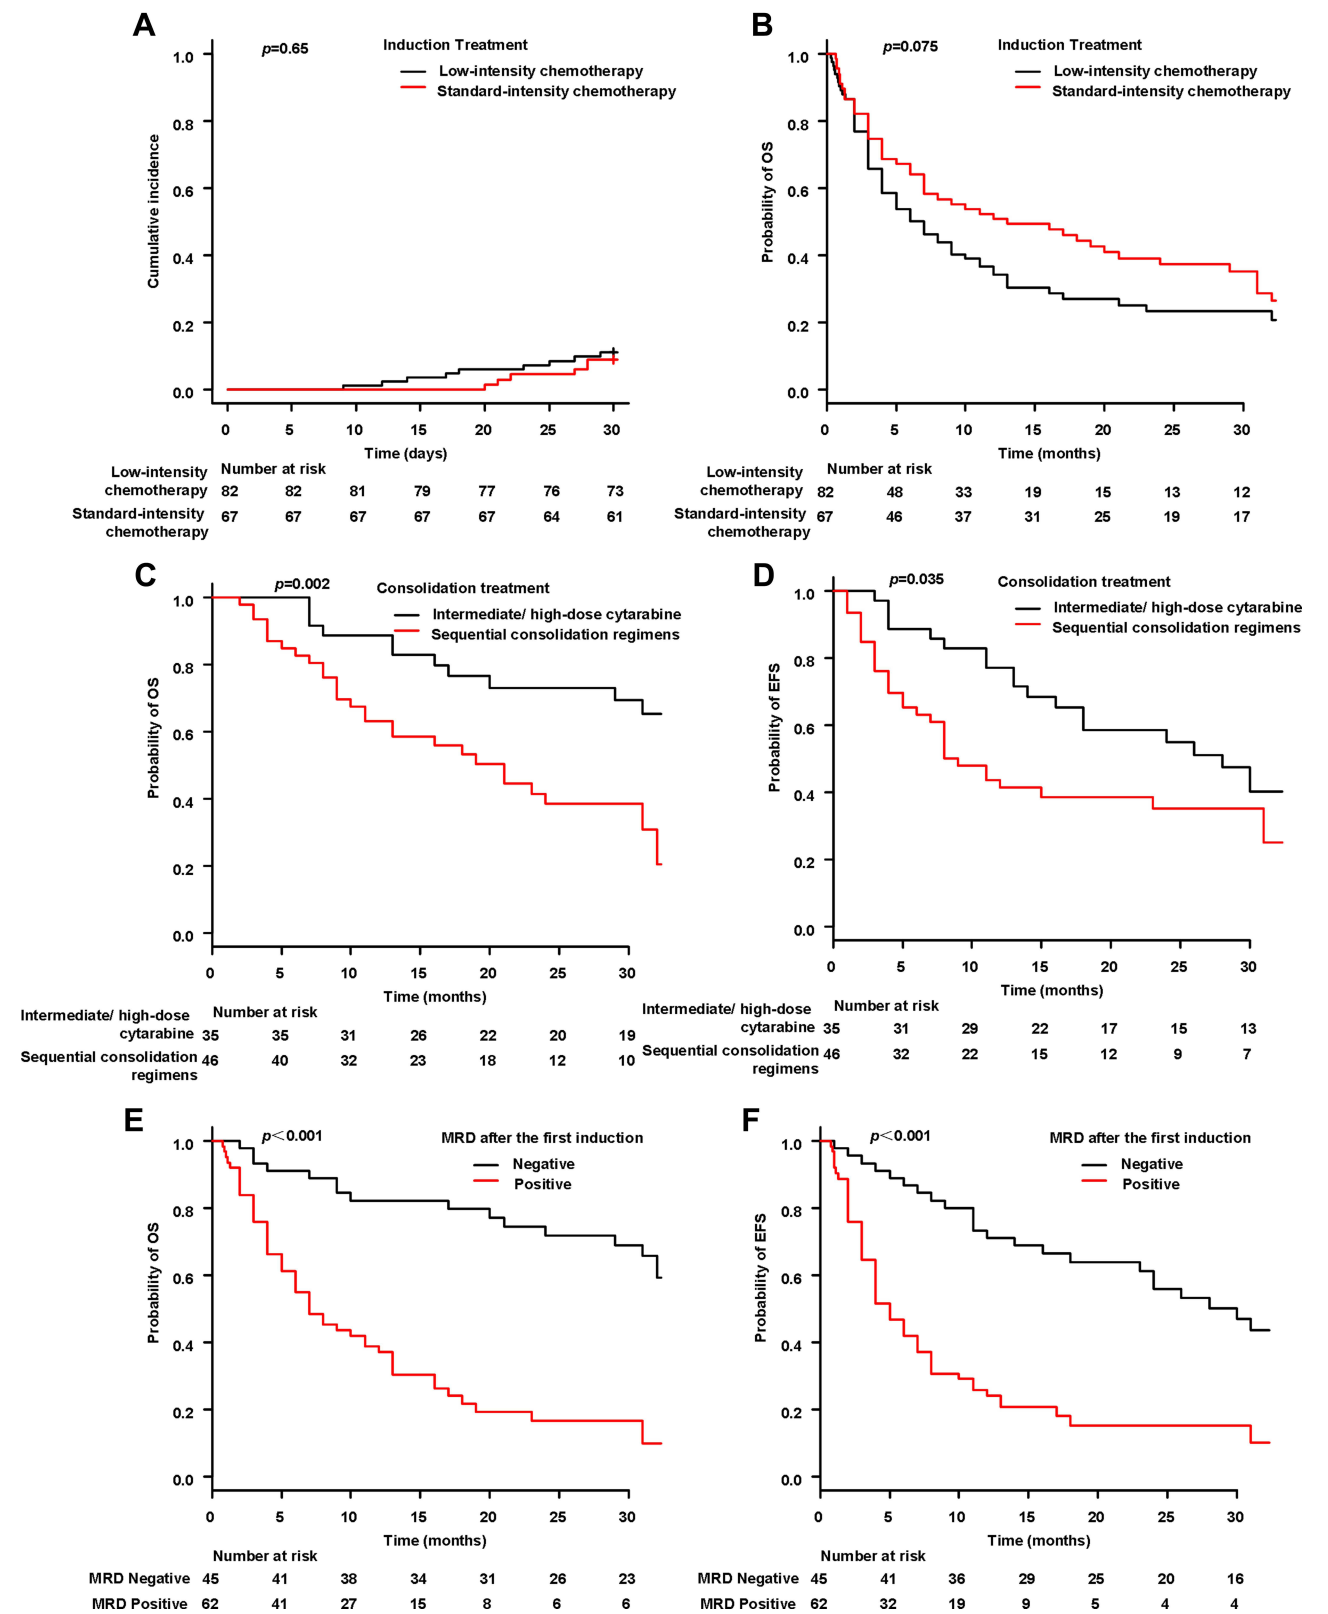 A
p=0.65
Induction Treatment
Low-intensity chemotherapy
Standard-intensity chemotherapy
Cumulative incidence
1.0
0.8
0.6
0.4
0.2
0.0
0 5 10 15 20 25 30
Time (days)
Number at risk
Low-intensity
chemotherapy 82 82 81 79 77 76 73
Standard-intensity
chemotherapy 67 67 67 67 67 64 61
B
p=0.075
Induction Treatment
Low-intensity chemotherapy
Standard-intensity chemotherapy
Probability of OS
1.0
0.8
0.6
0.4
0.2
0.0
0 5 10 15 20 25 30
Time (months)
Number at risk
Low-intensity
chemotherapy 82 48 33 19 15 13 12
Standard-intensity
chemotherapy 67 46 37 31 25 19 17
C
p=0.002
Consolidation treatment
Intermediate/ high-dose cytarabine
Sequential consolidation regimens
Probability of OS
1.0
0.8
0.6
0.4
0.2
0.0
0 5 10 15 20 25 30
Time (months)
Number at risk
Intermediate/ high-dose
cytarabine 35 35 31 26 22 20 19
Sequential consolidation
regimens 46 40 32 23 18 12 10
D
p=0.035
Consolidation treatment
Intermediate/ high-dose cytarabine
Sequential consolidation regimens
Probability of EFS
1.0
0.8
0.6
0.4
0.2
0.0
0 5 10 15 20 25 30
Time (months)
Number at risk
Intermediate/ high-dose
cytarabine 35 31 29 22 17 15 13
Sequential consolidation
regimens 46 32 22 15 12 9 7
E
p<0.001
MRD after the first induction
Negative
Positive
Probability of OS
1.0
0.8
0.6
0.4
0.2
0.0
0 5 10 15 20 25 30
Time (months)
Number at risk
MRD Negative 45 41 38 34 31 26 23
MRD Positive 62 41 27 15 8 6 6
F
p<0.001
MRD after the first induction
Negative
Positive
Probability of EFS
1.0
0.8
0.6
0.4
0.2
0.0
0 5 10 15 20 25 30
Time (months)
Number at risk
MRD Negative 45 41 36 29 25 20 16
MRD Positive 62 32 19 9 5 4 4